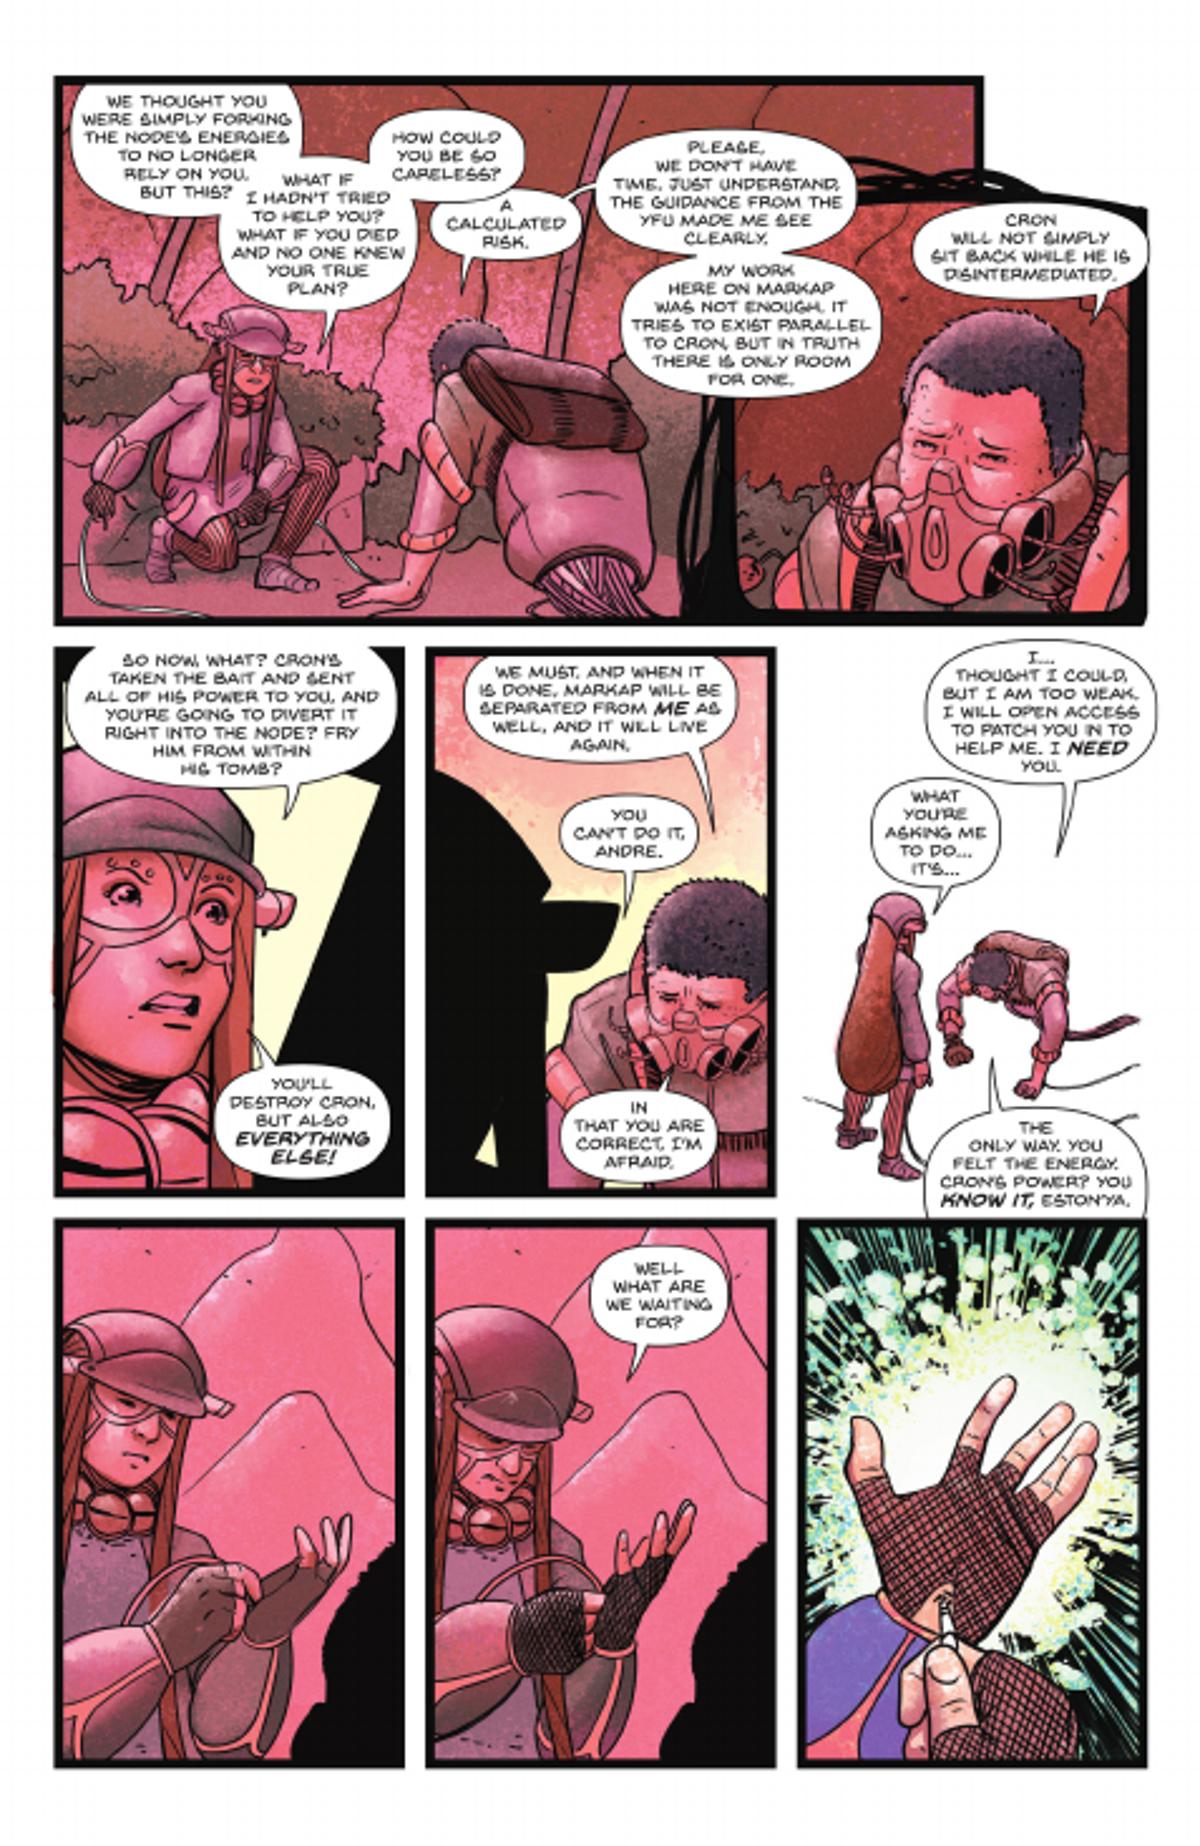 WE THOUGHT YOU
WERE SIMPLY FORKING
THE NODE'S ENERGIES
TO NO LONGER
RELY ON YOU.
BUT THIS?
WHAT IF
I HADN'T TRIED
TO HELP YOU?
WHAT IF YOU DIED
AND NO ONE KNEW
YOUR TRUE
PLAN?
HOW COULD
YOU BE SO
CARELESS?
A
CALCULATED
RISK.
PLEASE,
WE DON'T HAVE
TIME, JUST UNDERSTAND,
THE GUIDANCE FROM THE
YFU MADE ME SEE
CLEARLY.
MY WORK
HERE ON MARKAP
WAS NOT ENOUGH. IT
TRIES TO EXIST PARALLEL
TO CRON, BUT IN TRUTH
THERE IS ONLY ROOM
FOR ONE.
CRON
WILL NOT SIMPLY
SIT BACK WHILE HE IS
DISINTERMEDIATED.
SO NOW, WHAT? CRON'S
TAKEN THE BAIT AND SENT
ALL OF HIS POWER TO YOU, AND
YOU'RE GOING TO DIVERT IT
RIGHT INTO THE NODE? FRY
HIM FROM WITHIN
HIS TOMB?
YOU'LL
DESTROY CRON,
BUT ALSO
EVERYTHING
ELSE!
WE MUST. AND WHEN IT
IS DONE, MARKAP WILL BE
SEPARATED FROM ME AS
WELL, AND IT WILL LIVE
AGAIN.
YOU
CAN'T DO IT,
ANDRE.
IN
THAT YOU ARE
CORRECT, I'M
AFRAID.
I...
THOUGHT I COULD,
BUT I AM TOO WEAK.
I WILL OPEN ACCESS
TO PATCH YOU IN TO
HELP ME. I NEED
YOU.
WHAT
YOU'RE
ASKING ME
TO DO...
IT'S...
THE
ONLY WAY. YOU
FELT THE ENERGY.
CRON'S POWER? YOU
KNOW IT, ESTON'YA.
WELL
WHAT ARE
WE WAITING
FOR?